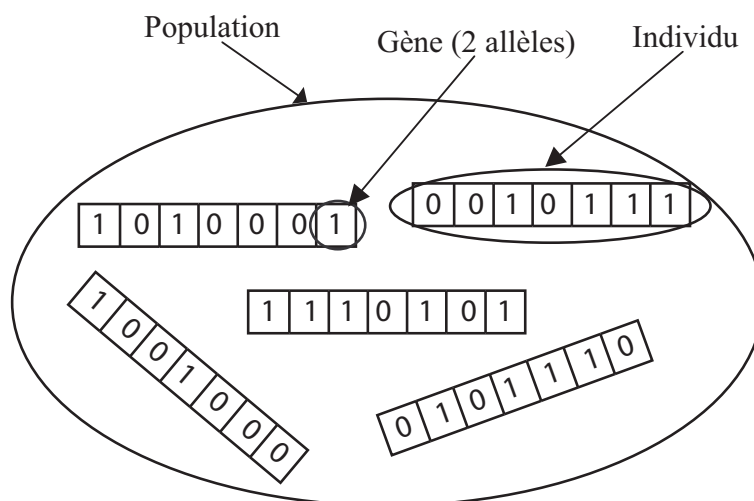 Population
Gène (2 allèles)
Individu
1 0 1 0 0 0 1
0 0 1 0 1 1 1
1 1 1 0 1 0 1
1 0 0 1 0 0 0
0 1 0 1 1 1 0